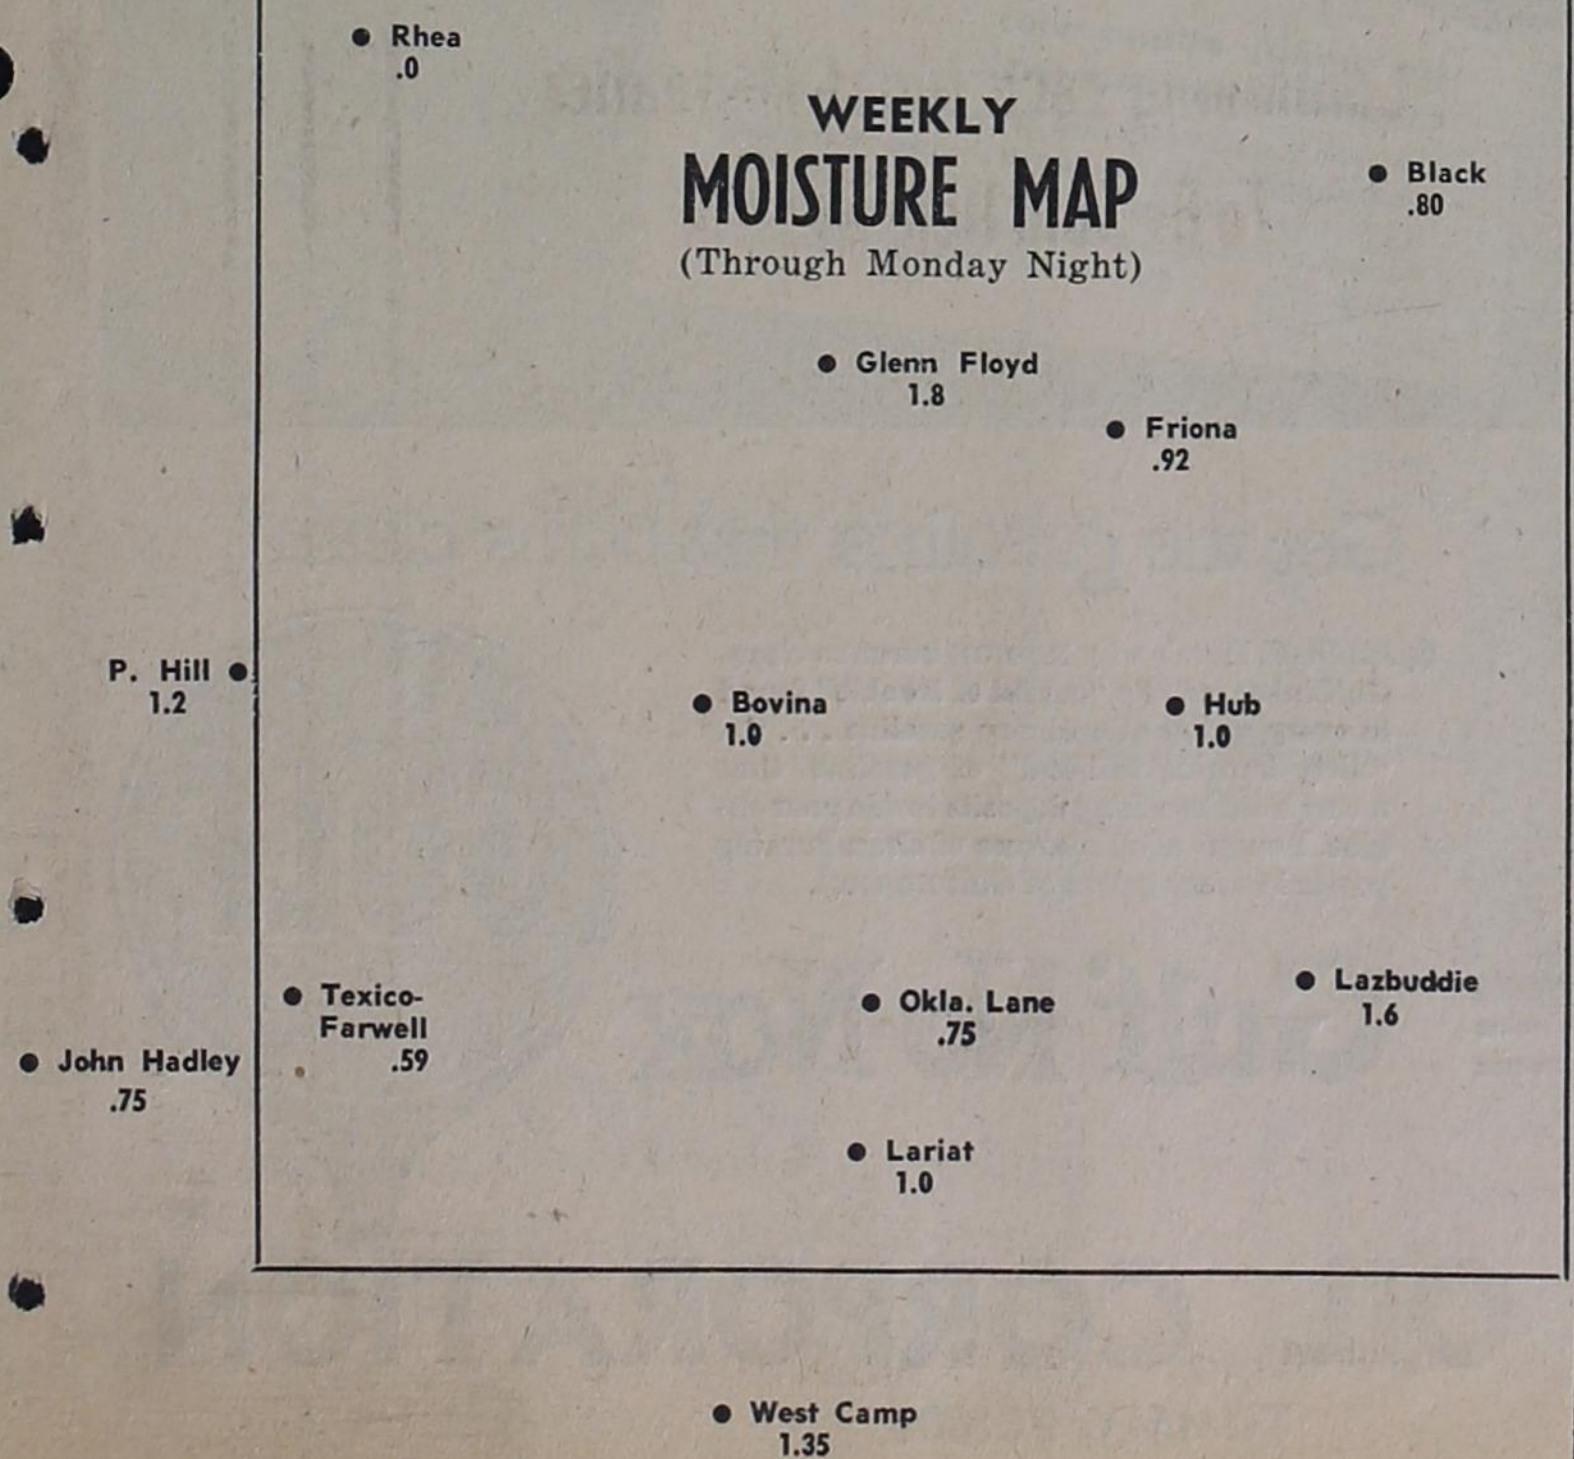 Rhea
.0
WEEKLY
MOISTURE MAP
(Through Monday Night)
Black
.80
Glenn Floyd
1.8
Friona
.92
P. Hill
1.2
Bovina
1.0
Hub
1.0
Texico-
Farwell
.59
Okla. Lane
.75
Lazbuddie
1.6
John Hadley
.75
Lariat
1.0
West Camp
1.35